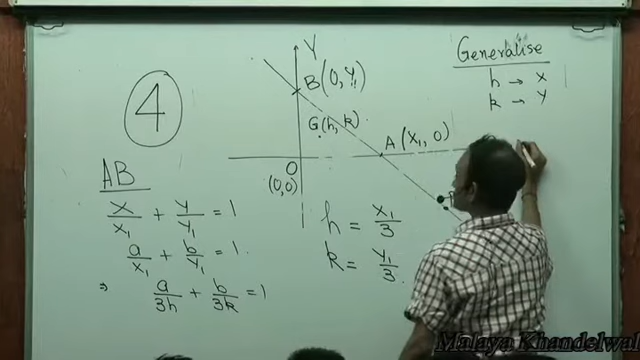 4
Y
B (0, y₁)
G(h, k)
A (x₁, 0)
O
(0,0)
Generalise
h → x
k → y
AB
x/x₁ + y/y₁ = 1
a/x₁ + b/y₁ = 1
⇒ a/3h + b/3k = 1
h = x₁/3
k = y₁/3
Malaya Khandelwal